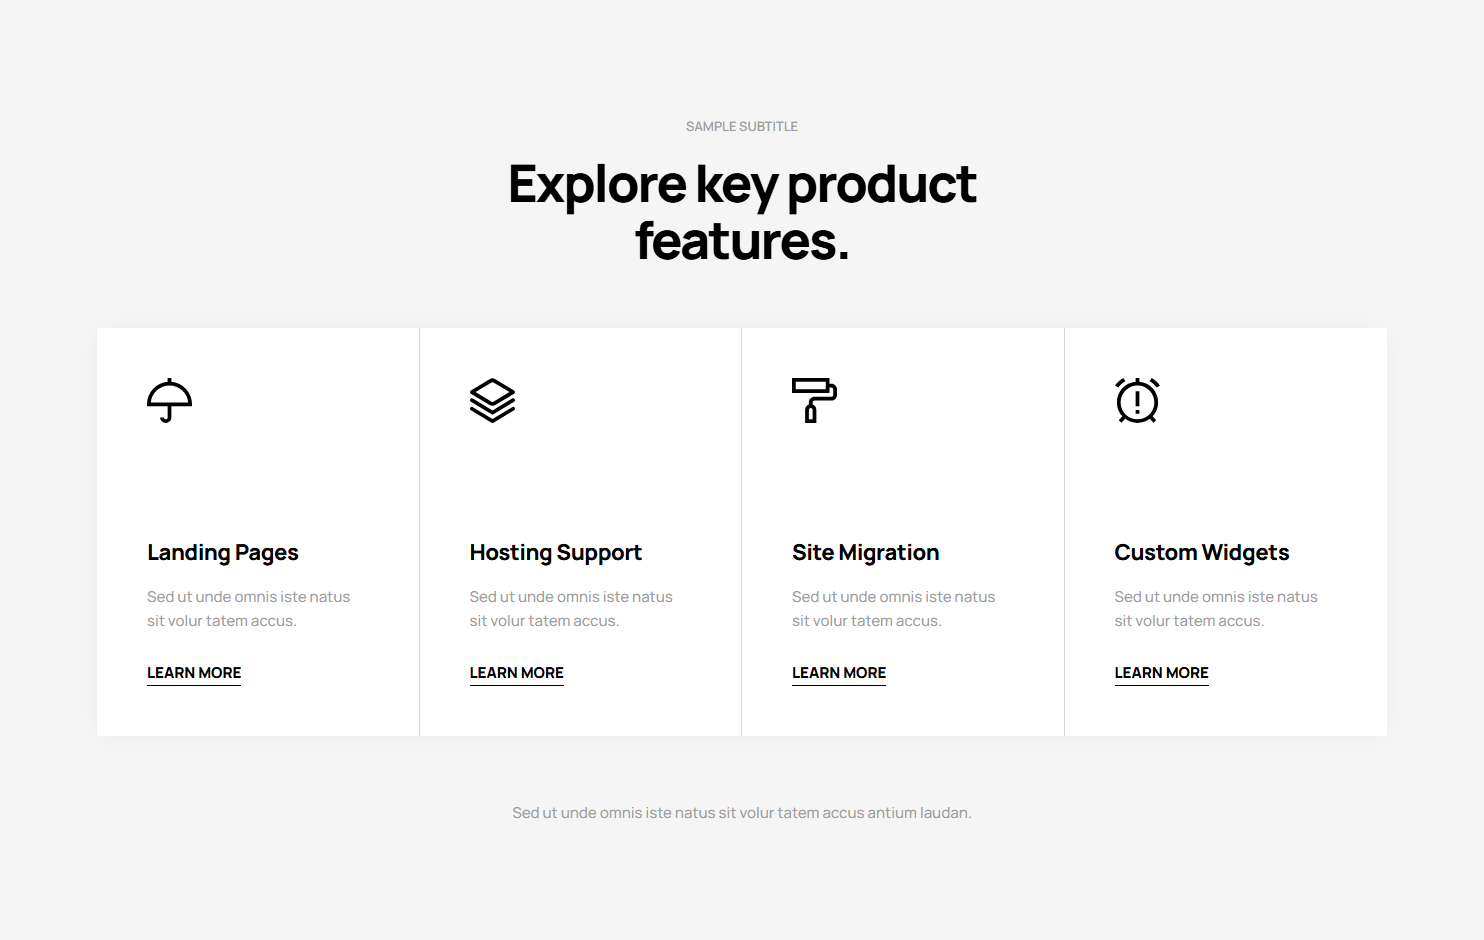 SAMPLE SUBTITLE
Explore key product
features.
Landing Pages
Sed ut unde omnis iste natus
sit volur tatem accus.
LEARN MORE
Hosting Support
Sed ut unde omnis iste natus
sit volur tatem accus.
LEARN MORE
Site Migration
Sed ut unde omnis iste natus
sit volur tatem accus.
LEARN MORE
Custom Widgets
Sed ut unde omnis iste natus
sit volur tatem accus.
LEARN MORE
Sed ut unde omnis iste natus sit volur tatem accus antium laudan.